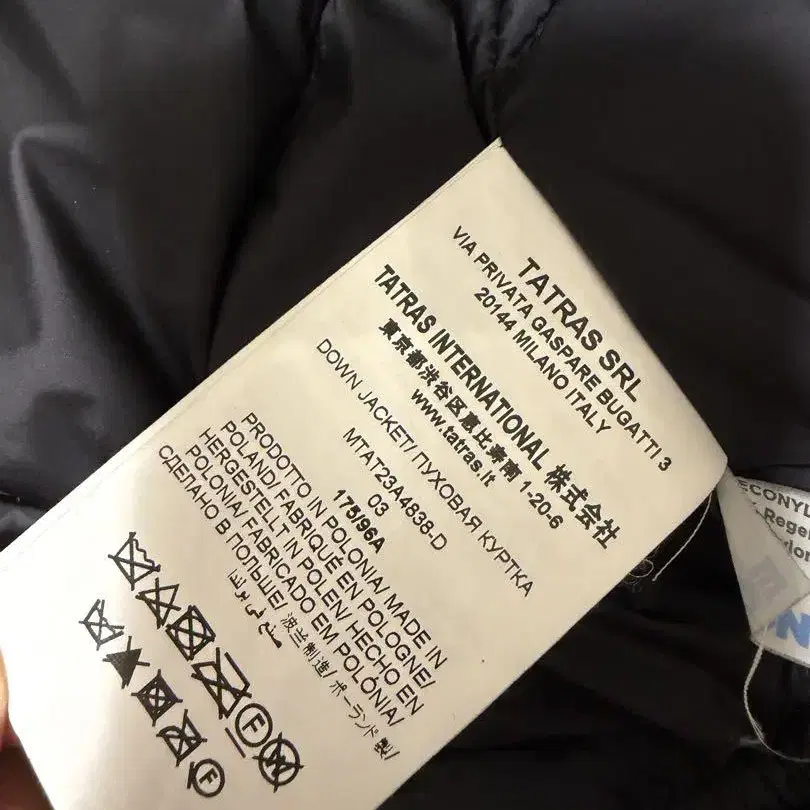 TATRAS SRL
VIA PRIVATA GASPARE BUGATTI 3
20144 MILANO ITALY
TATRAS INTERNATIONAL 株式会社
東京都渋谷区恵比寿南 1-20-6
www.tatras.it
DOWN JACKET/ ПУХОВАЯ КУРТКА
MTAT23A4838-D
03
175/96A
PRODOTTO IN POLONIA/ MADE IN
POLAND/ FABRIQUÉ EN POLOGNE/
HERGESTELLT IN POLEN/ HECHO EN
POLONIA/ FABRICADO EM POLÓNIA/
СДЕЛАНО В ПОЛЬШЕ/ 波兰制造/ ポーランド製/
F
W
F
ECONYL
Regen
M